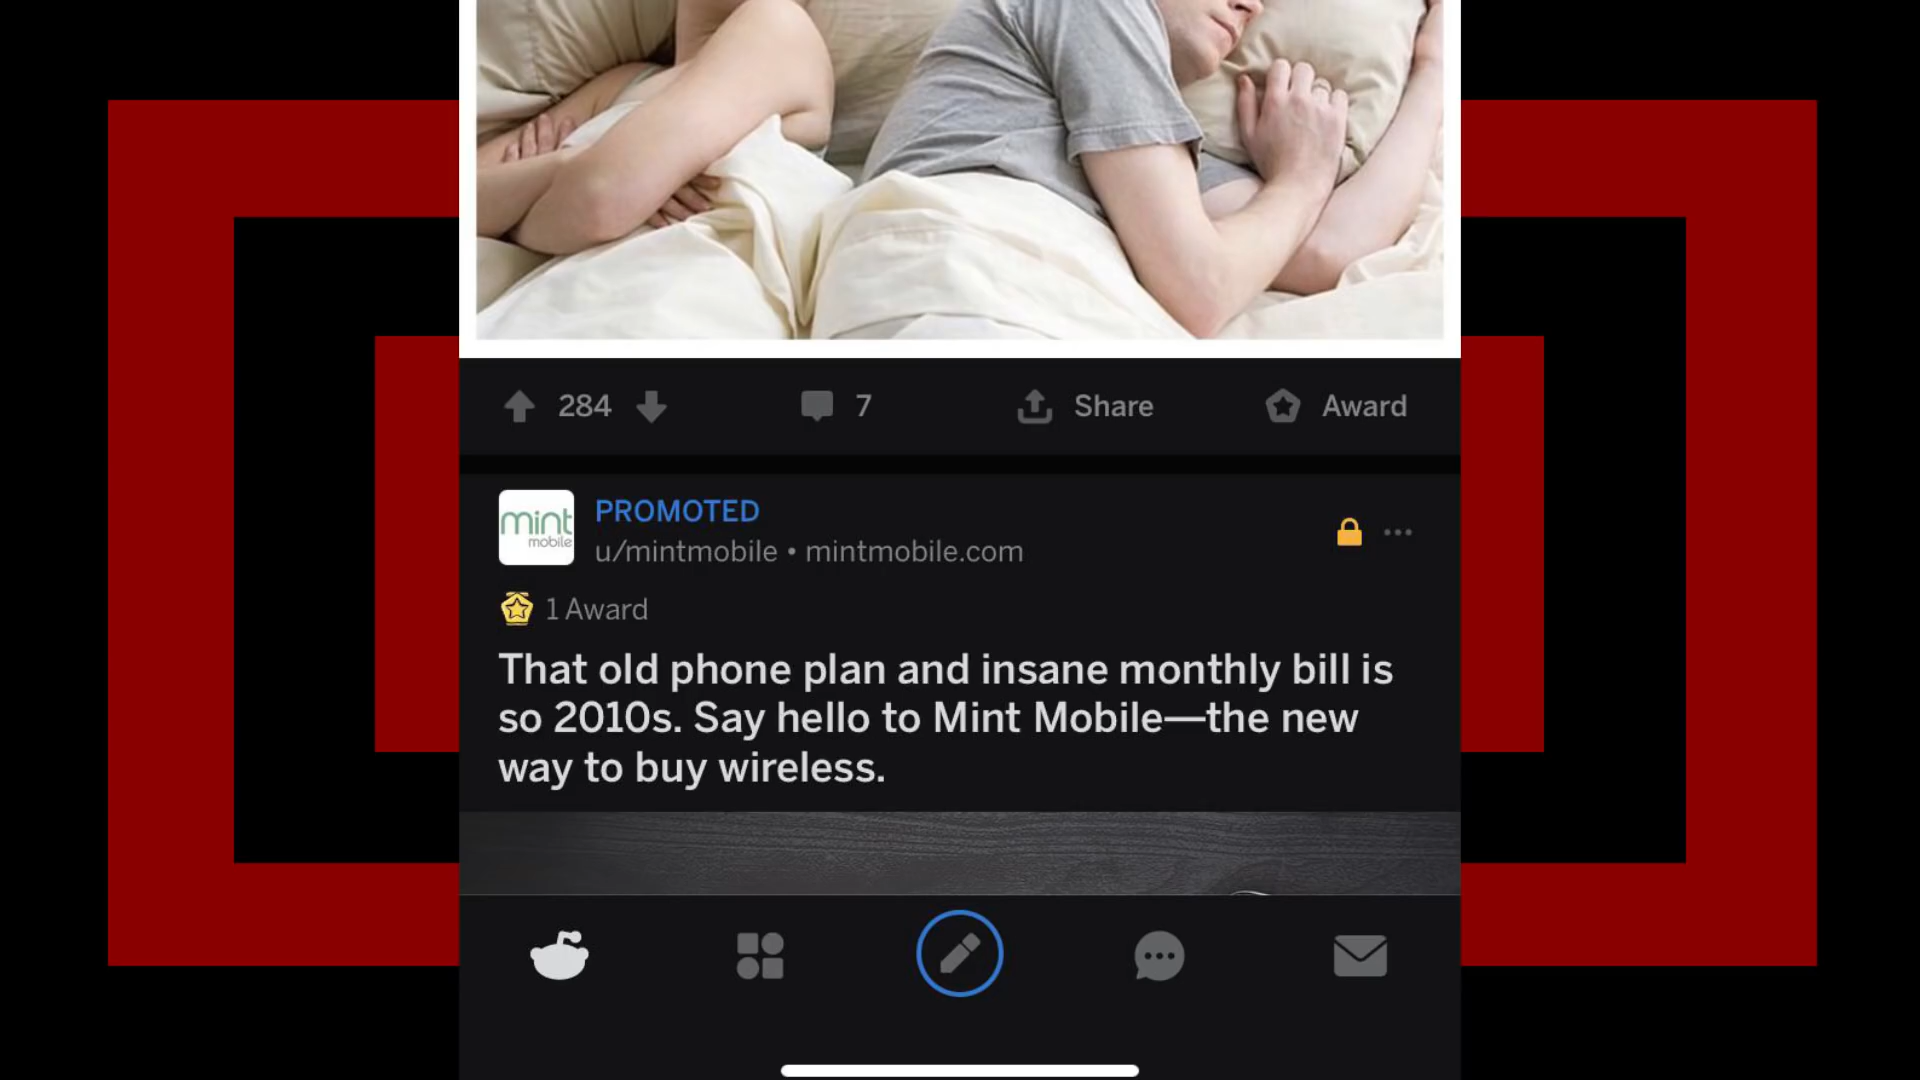 284
7
Share
Award
mint
mobile
PROMOTED
u/mintmobile • mintmobile.com
1 Award
That old phone plan and insane monthly bill is
so 2010s. Say hello to Mint Mobile—the new
way to buy wireless.